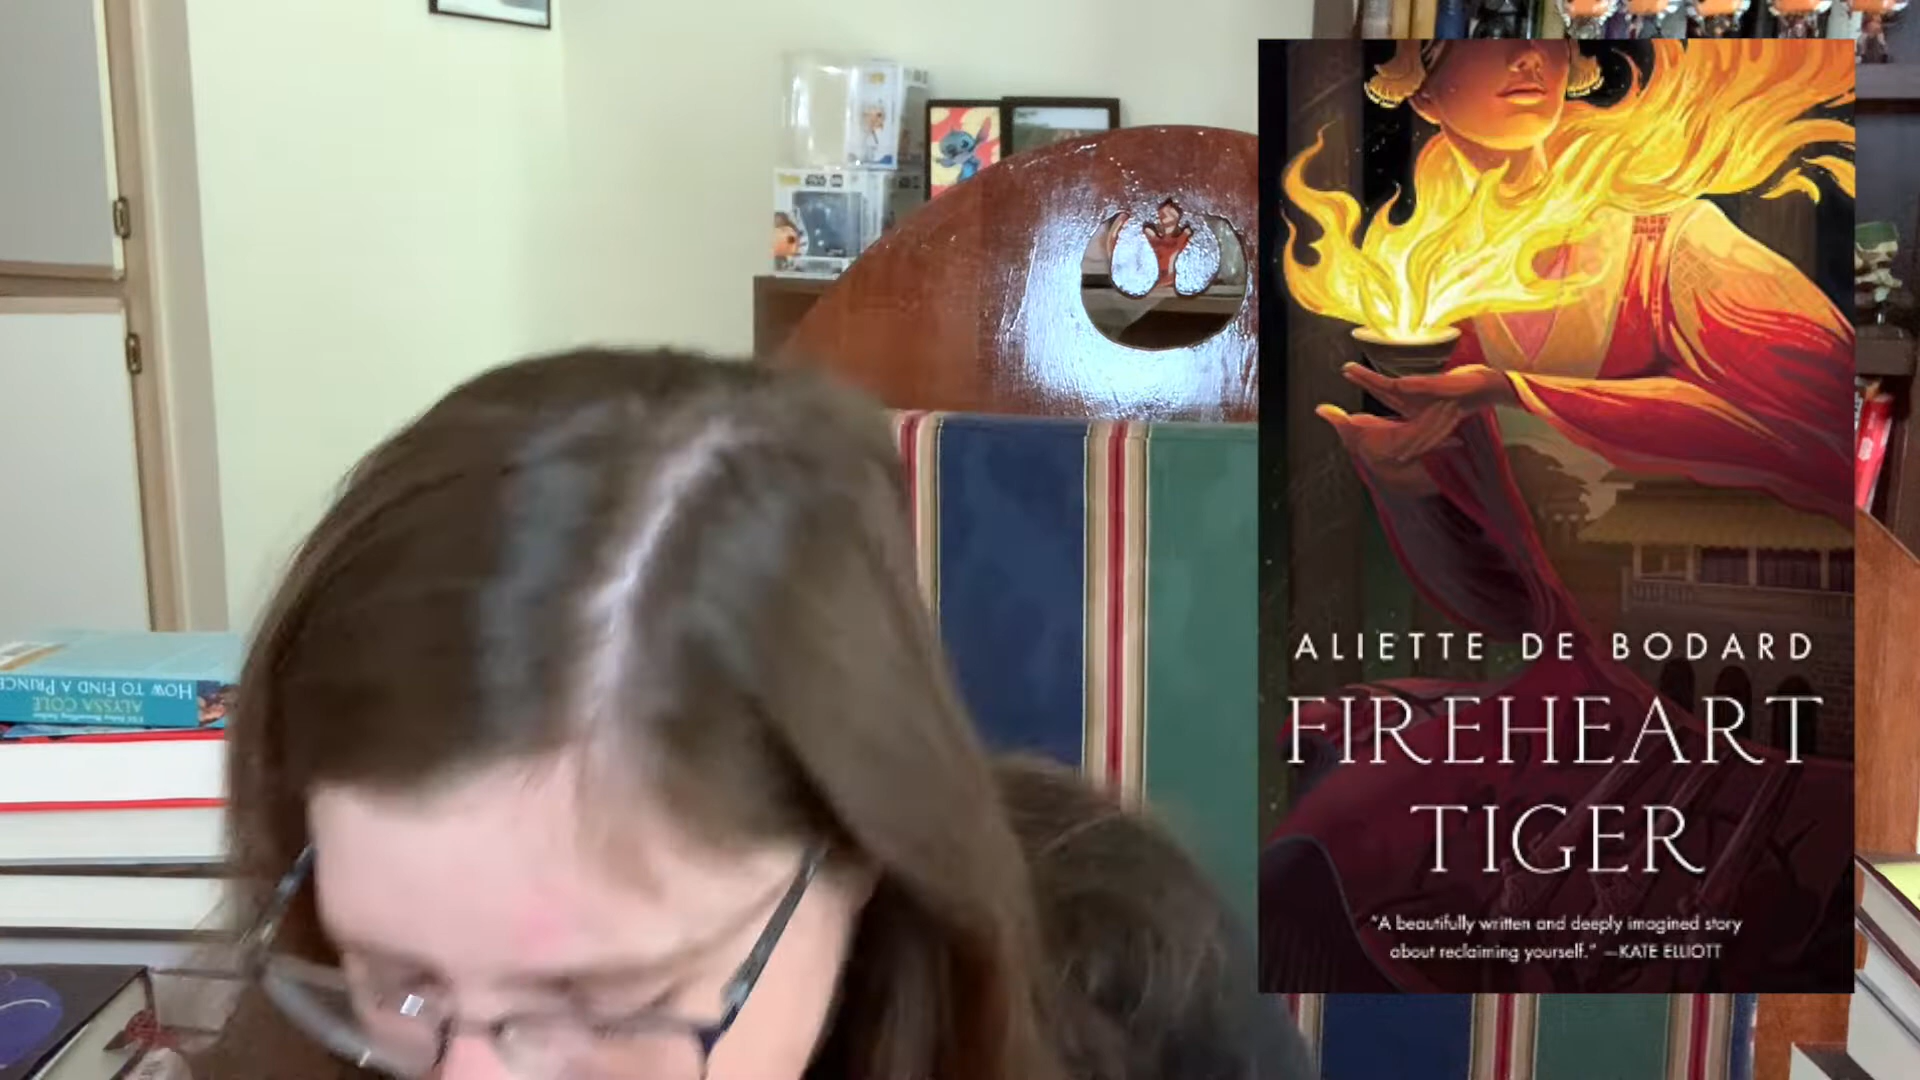 HOW TO FIND A PRINC
ALYSSA COLE
ALIETTE DE BODARD
FIREHEART
TIGER
"A beautifully written and deeply imagined story
about reclaiming yourself." —KATE ELLIOTT